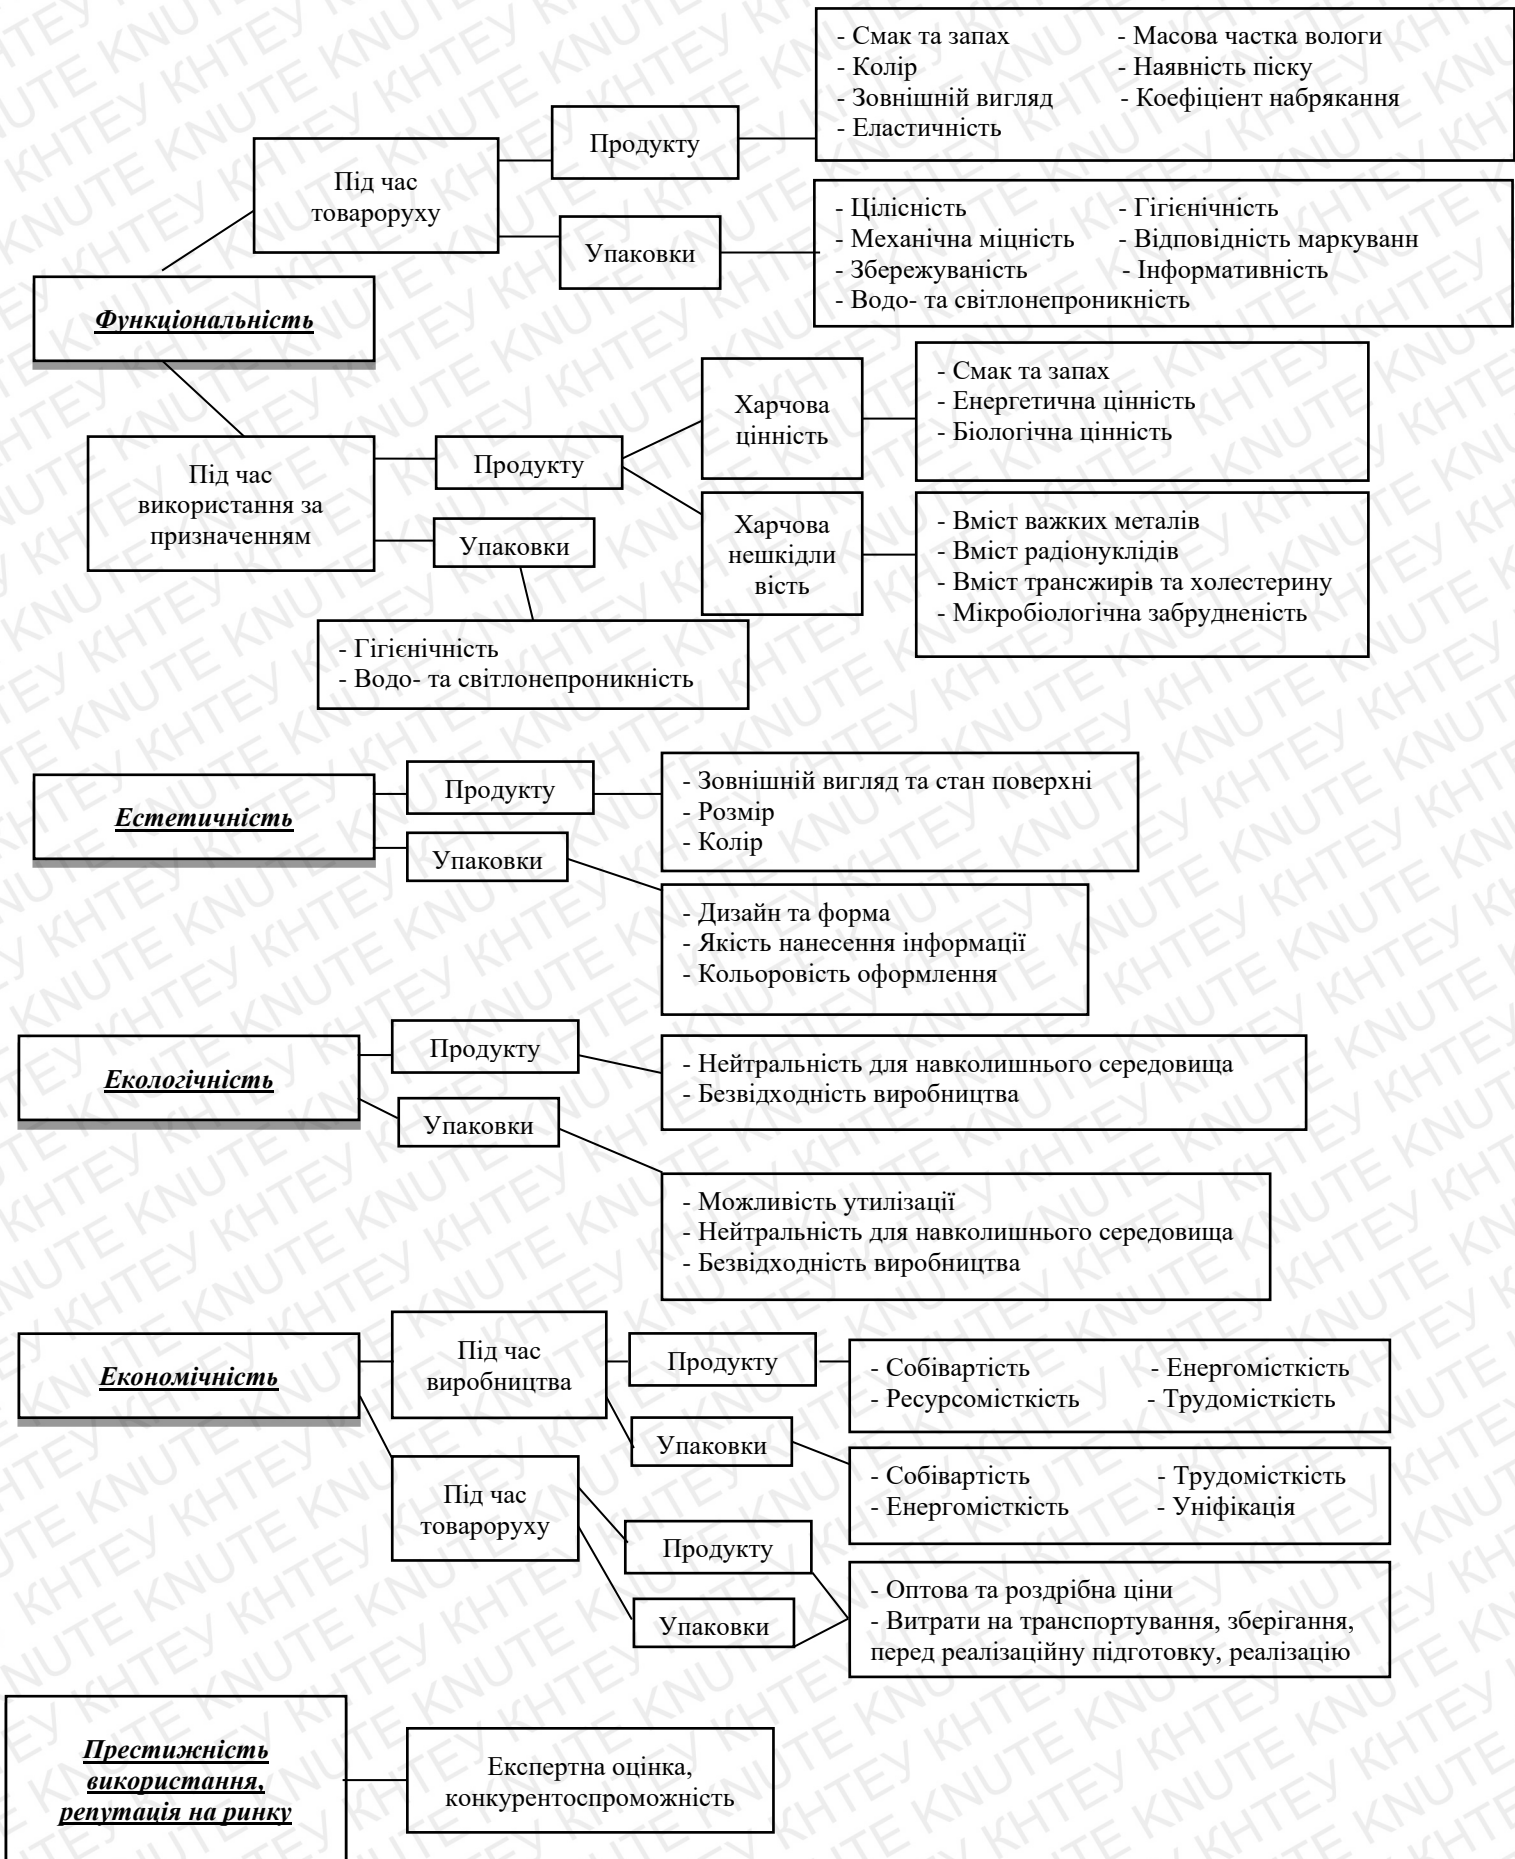 - Смак та запах - Масова частка вологи
- Колір - Наявність піску
- Зовнішній вигляд - Коефіцієнт набрякання
- Еластичність
Продукту
Під час
товароруху
- Цілісність - Гігієнічність
- Механічна міцність - Відповідність маркуванн
- Збережуваність - Інформативність
- Водо- та світлонепроникність
Упаковки
Функціональність
Харчова
цінність
- Смак та запах
- Енергетична цінність
- Біологічна цінність
Під час
використання за
призначенням
Продукту
Упаковки
Харчова
нешкідли
вість
- Вміст важких металів
- Вміст радіонуклідів
- Вміст трансжирів та холестерину
- Мікробіологічна забрудненість
- Гігієнічність
- Водо- та світлонепроникність
Естетичність
Продукту
- Зовнішній вигляд та стан поверхні
- Розмір
- Колір
Упаковки
- Дизайн та форма
- Якість нанесення інформації
- Кольоровість оформлення
Екологічність
Продукту
- Нейтральність для навколишнього середовища
- Безвідходність виробництва
Упаковки
- Можливість утилізації
- Нейтральність для навколишнього середовища
- Безвідходність виробництва
Економічність
Під час
виробництва
Продукту
- Собівартість - Енергомісткість
- Ресурсомісткість - Трудомісткість
Упаковки
- Собівартість - Трудомісткість
- Енергомісткість - Уніфікація
Під час
товароруху
Продукту
Упаковки
- Оптова та роздрібна ціни
- Витрати на транспортування, зберігання,
перед реалізаційну підготовку, реалізацію
Престижність
використання,
репутація на ринку
Експертна оцінка,
конкурентоспроможність